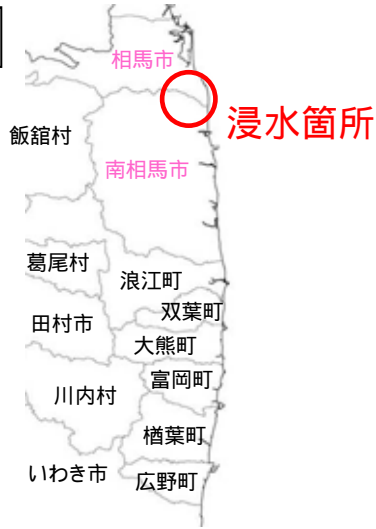 相馬市
浸水箇所
飯舘村
南相馬市
葛尾村
浪江町
双葉町
田村市
大熊町
富岡町
川内村
楢葉町
いわき市
広野町